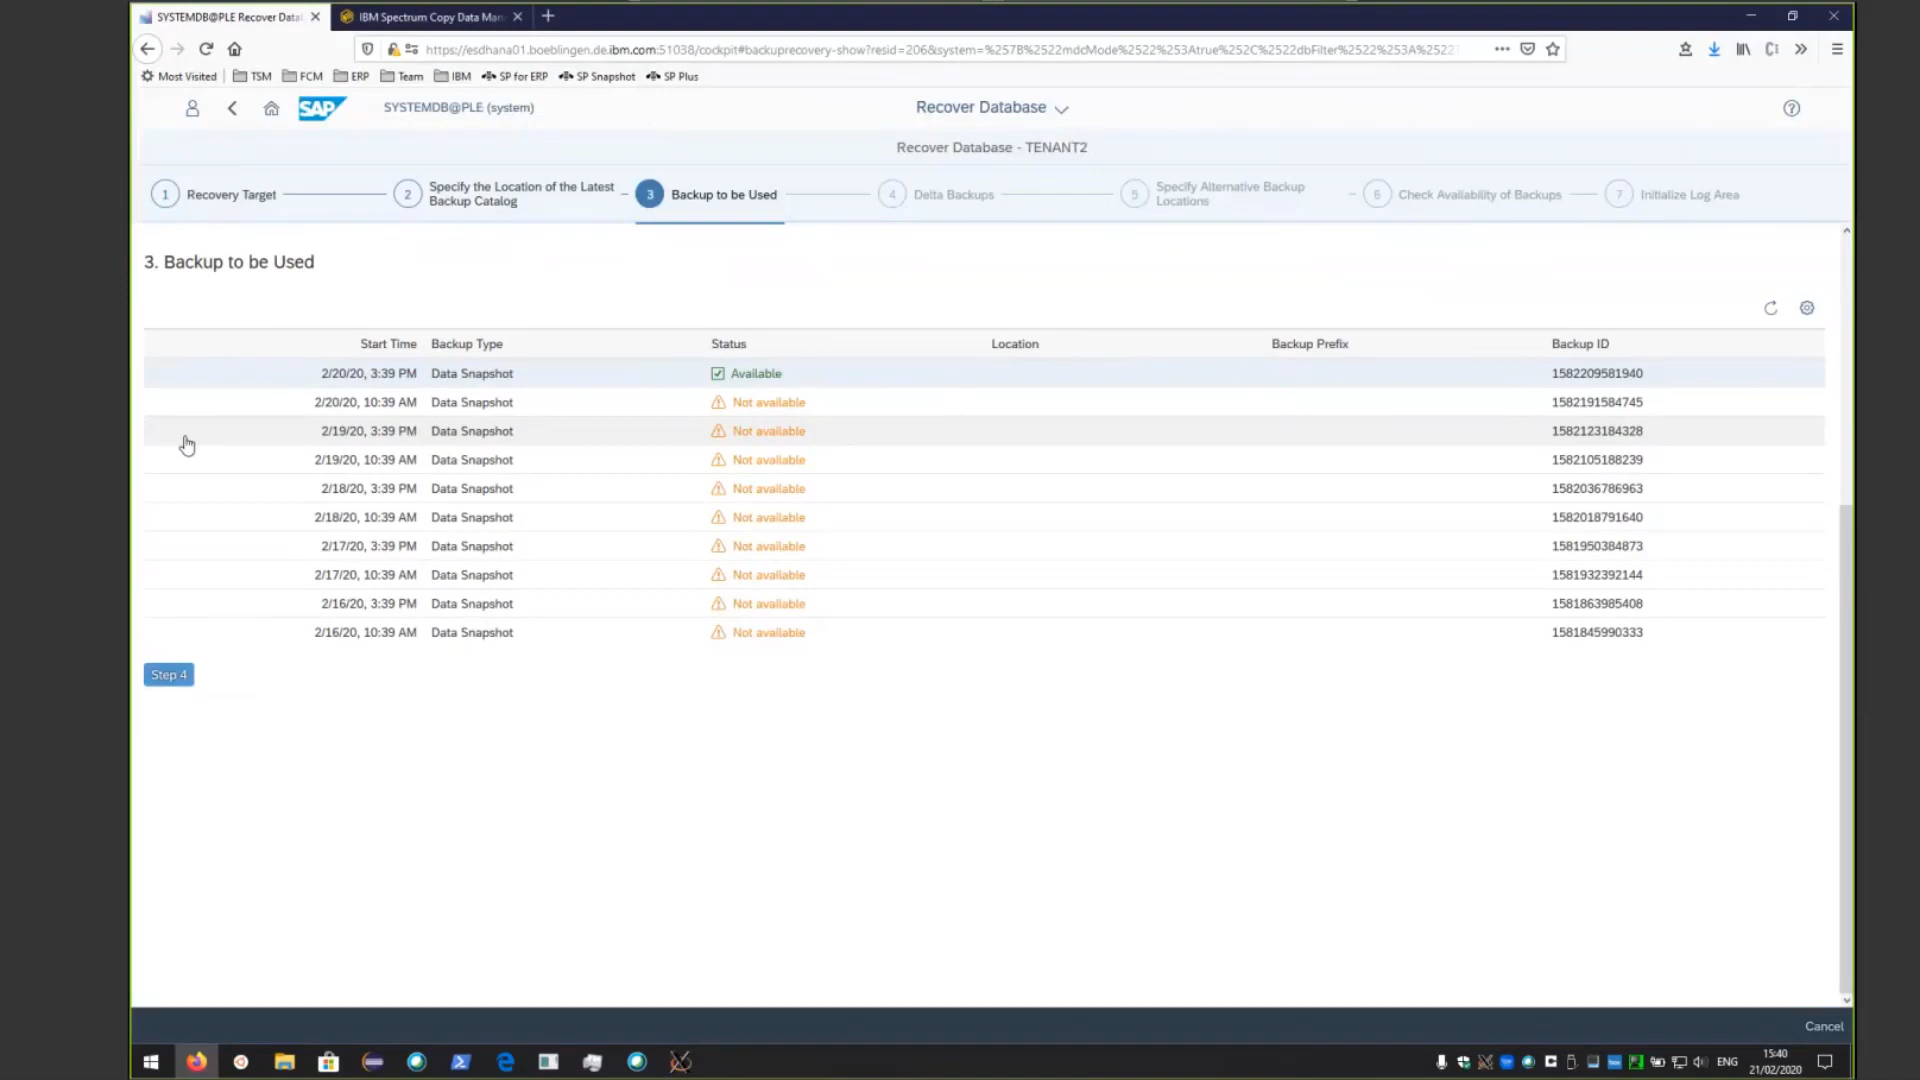 SYSTEMDB@PLE Recover Datab
IBM Spectrum Copy Data Man
https://esdhana01.boeblingen.de.ibm.com:51038/cockpit#backuprecovery-show?resid=206&system=%257B%2522mdcMode%2522%253Atrue%252C%2522dbFilter%2522%253A%2522T
Most Visited TSM FCM ERP Team IBM SP for ERP SP Snapshot SP Plus
SAP SYSTEMDB@PLE (system) Recover Database
Recover Database - TENANT2
1 Recovery Target
2 Specify the Location of the Latest Backup Catalog
3 Backup to be Used
4 Delta Backups
5 Specify Alternative Backup Locations
6 Check Availability of Backups
7 Initialize Log Area
3. Backup to be Used
Start Time Backup Type Status Location Backup Prefix Backup ID
2/20/20, 3:39 PM Data Snapshot Available 1582209581940
2/20/20, 10:39 AM Data Snapshot Not available 1582191584745
2/19/20, 3:39 PM Data Snapshot Not available 1582123184328
2/19/20, 10:39 AM Data Snapshot Not available 1582105188239
2/18/20, 3:39 PM Data Snapshot Not available 1582036786963
2/18/20, 10:39 AM Data Snapshot Not available 1582018791640
2/17/20, 3:39 PM Data Snapshot Not available 1581950384873
2/17/20, 10:39 AM Data Snapshot Not available 1581932392144
2/16/20, 3:39 PM Data Snapshot Not available 1581863985408
2/16/20, 10:39 AM Data Snapshot Not available 1581845990333
Step 4
Cancel
ENG
15:40
21/02/2020